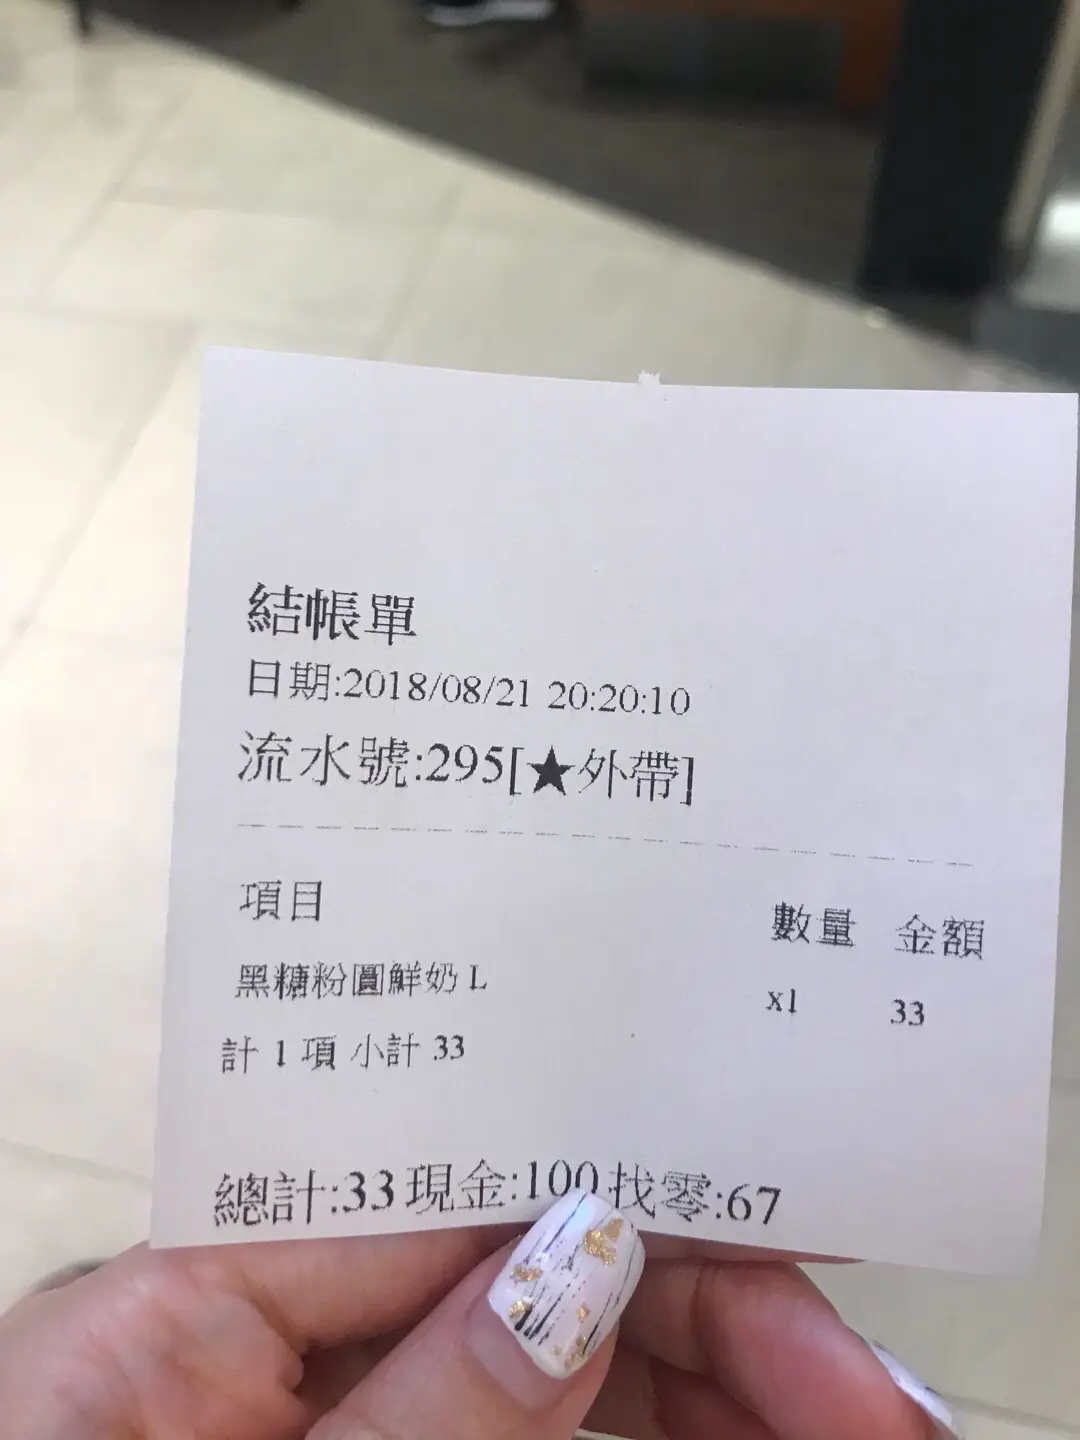 結帳單
日期:2018/08/21 20:20:10
流水號:295[★外帶]
項目 數量 金額
黑糖粉圓鮮奶 L x1 33
計 1 項 小計 33
總計:33 現金:100 找零:67